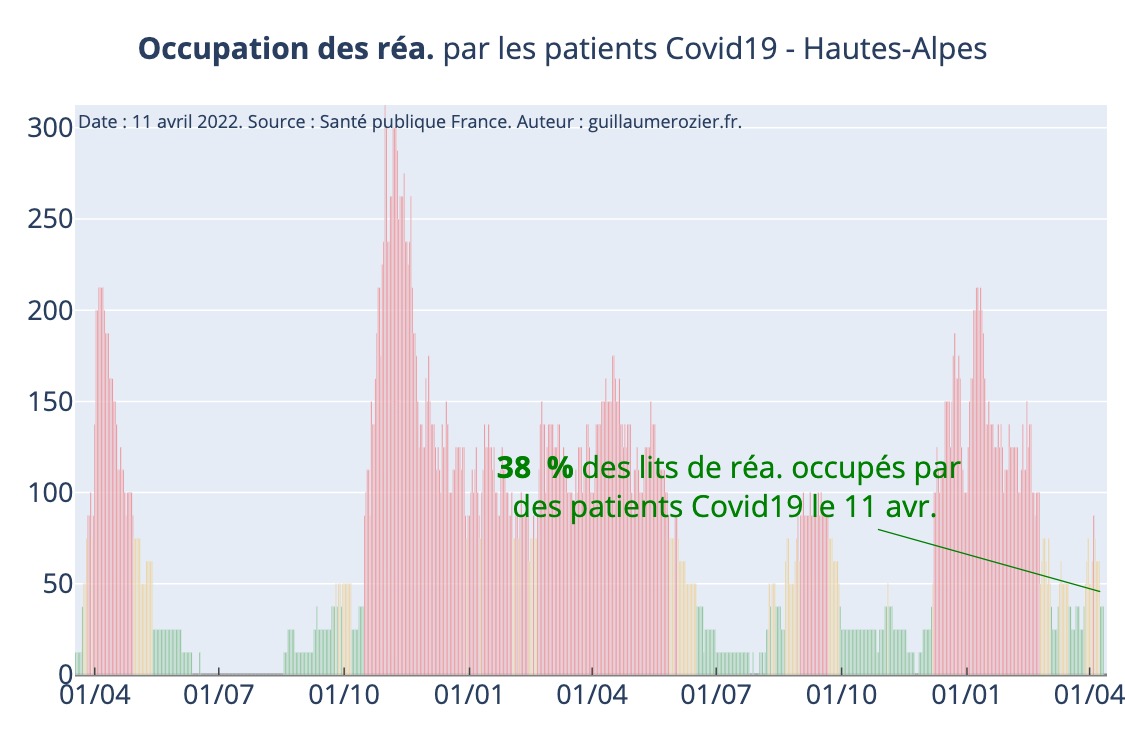 Occupation des réa. par les patients Covid19 - Hautes-Alpes
Date : 11 avril 2022. Source : Santé publique France. Auteur : guillaumerozier.fr.
300
250
200
150
100
50
0
38 % des lits de réa. occupés par
des patients Covid19 le 11 avr.
01/04 01/07 01/10 01/01 01/04 01/07 01/10 01/01 01/04